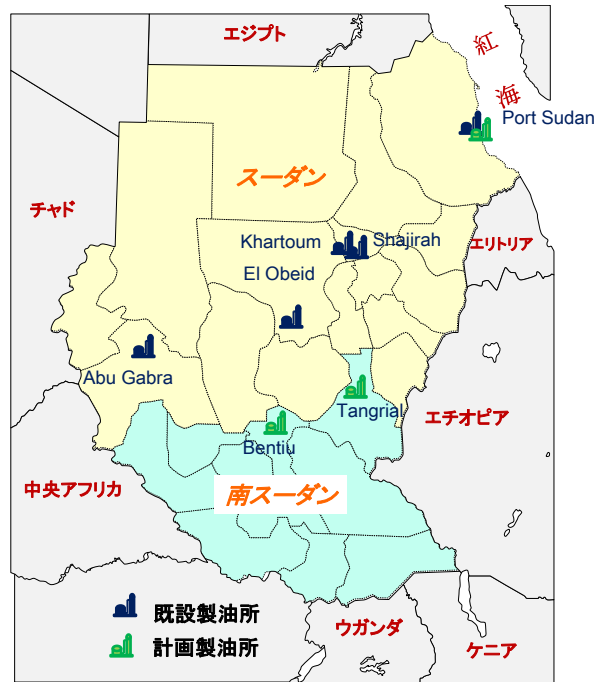 エジプト
紅
海
Port Sudan
スーダン
チャド
Khartoum
Shajirah
エリトリア
El Obeid
Abu Gabra
Tangrial
エチオピア
Bentiu
中央アフリカ
南スーダン
既設製油所
ウガンダ
計画製油所
ケニア